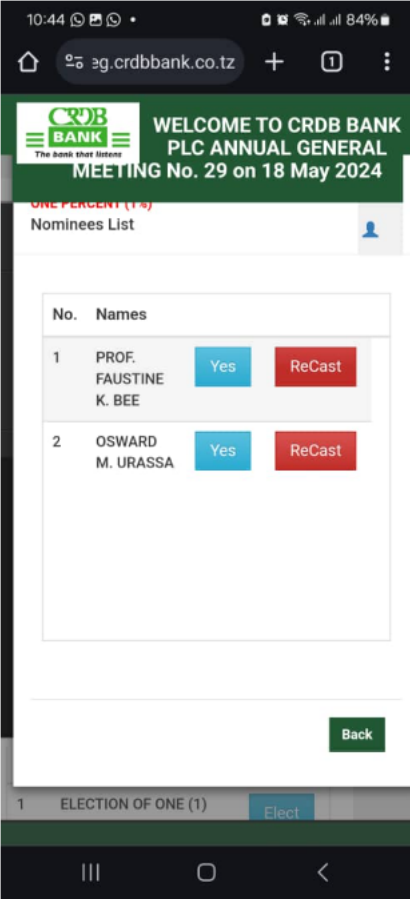 10:44
84%
eg.crdbbank.co.tz
1
CRDB
BANK
The bank that listens
WELCOME TO CRDB BANK
PLC ANNUAL GENERAL
MEETING No. 29 on 18 May 2024
ONE PERCENT (1%)
Nominees List
No. Names
1 PROF.
FAUSTINE
K. BEE
Yes ReCast
2 OSWARD
M. URASSA
Yes ReCast
Back
1 ELECTION OF ONE (1) Elect